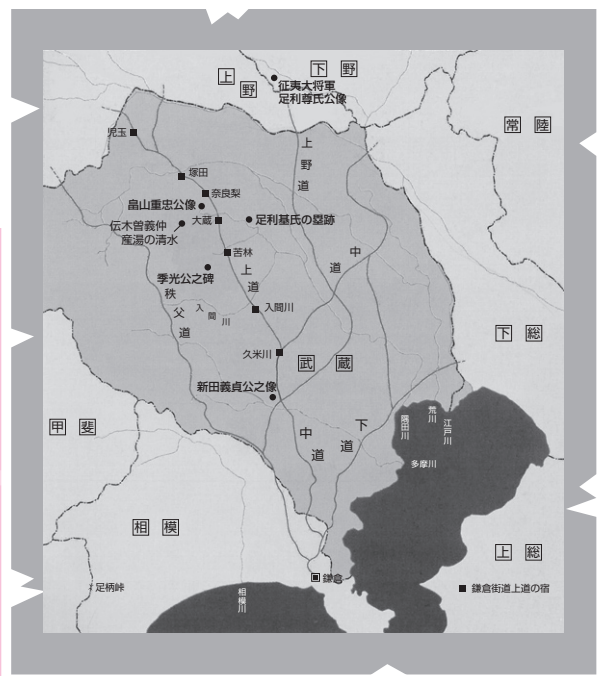 上野
下野
征夷大将軍
足利尊氏公像
常陸
児玉
上野道
塚田
奈良梨
畠山重忠公像
大蔵
足利基氏の塁跡
伝木曽義仲
産湯の清水
苦林
中道
季光公之碑
上道
秩父道
入間川
入間川
久米川
武蔵
下総
新田義貞公之像
甲斐
中道
下道
隅田川
荒川
江戸川
多摩川
相模
上総
鎌倉
足柄峠
相模川
鎌倉街道上道の宿